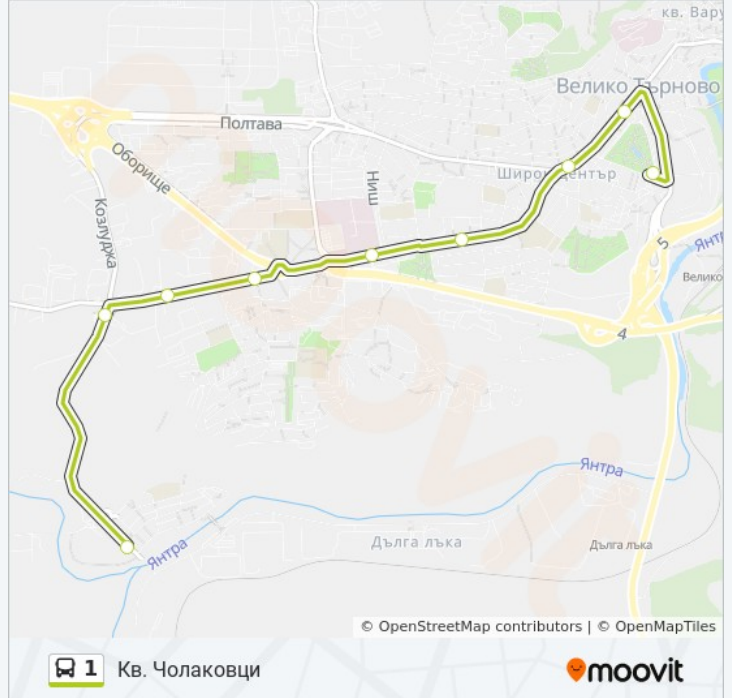 кв. Вару
Велико Търново
Полтава
Оборище
Широк център
Ниш
Козлуджа
5
Янт
Велико
4
Янтра
Дълга лъка
Дълга лъка
Янтра
© OpenStreetMap contributors | © OpenMapTiles
1 Кв. Чолаковци
moovit